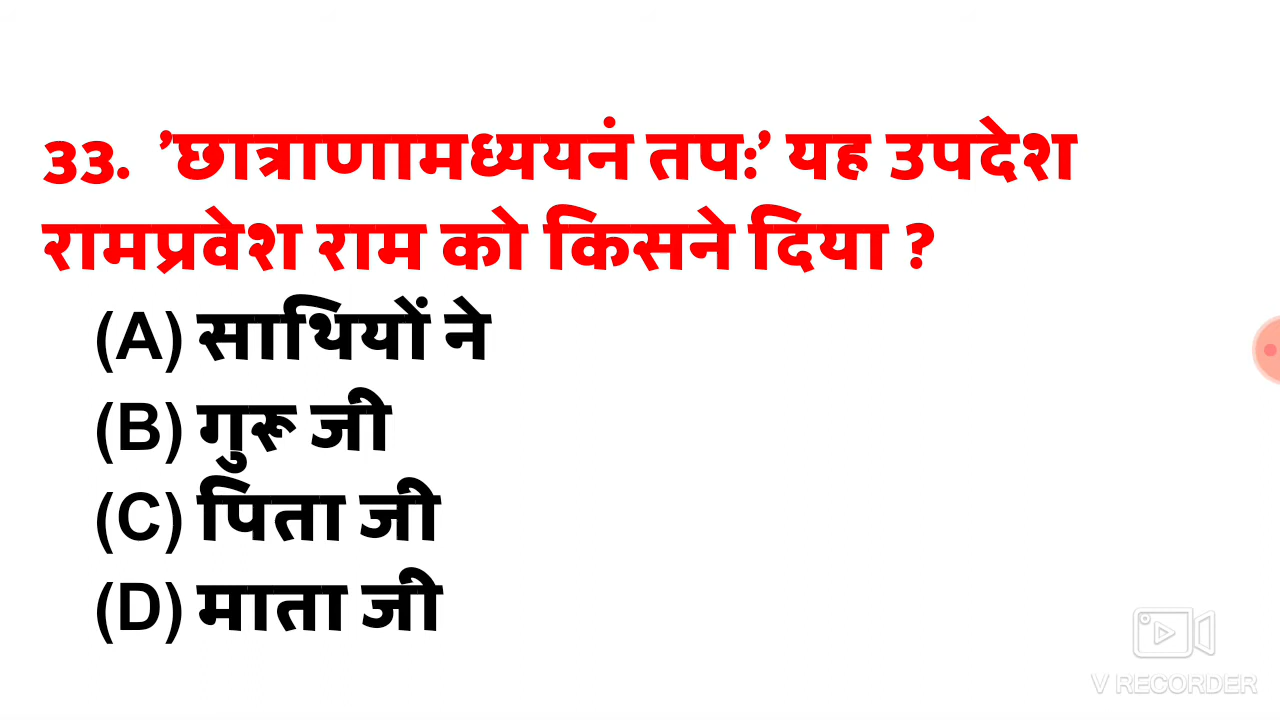 33. ’छात्राणामध्ययनं तपः’ यह उपदेश
रामप्रवेश राम को किसने दिया ?
(A) साथियों ने
(B) गुरू जी
(C) पिता जी
(D) माता जी
V RECORDER